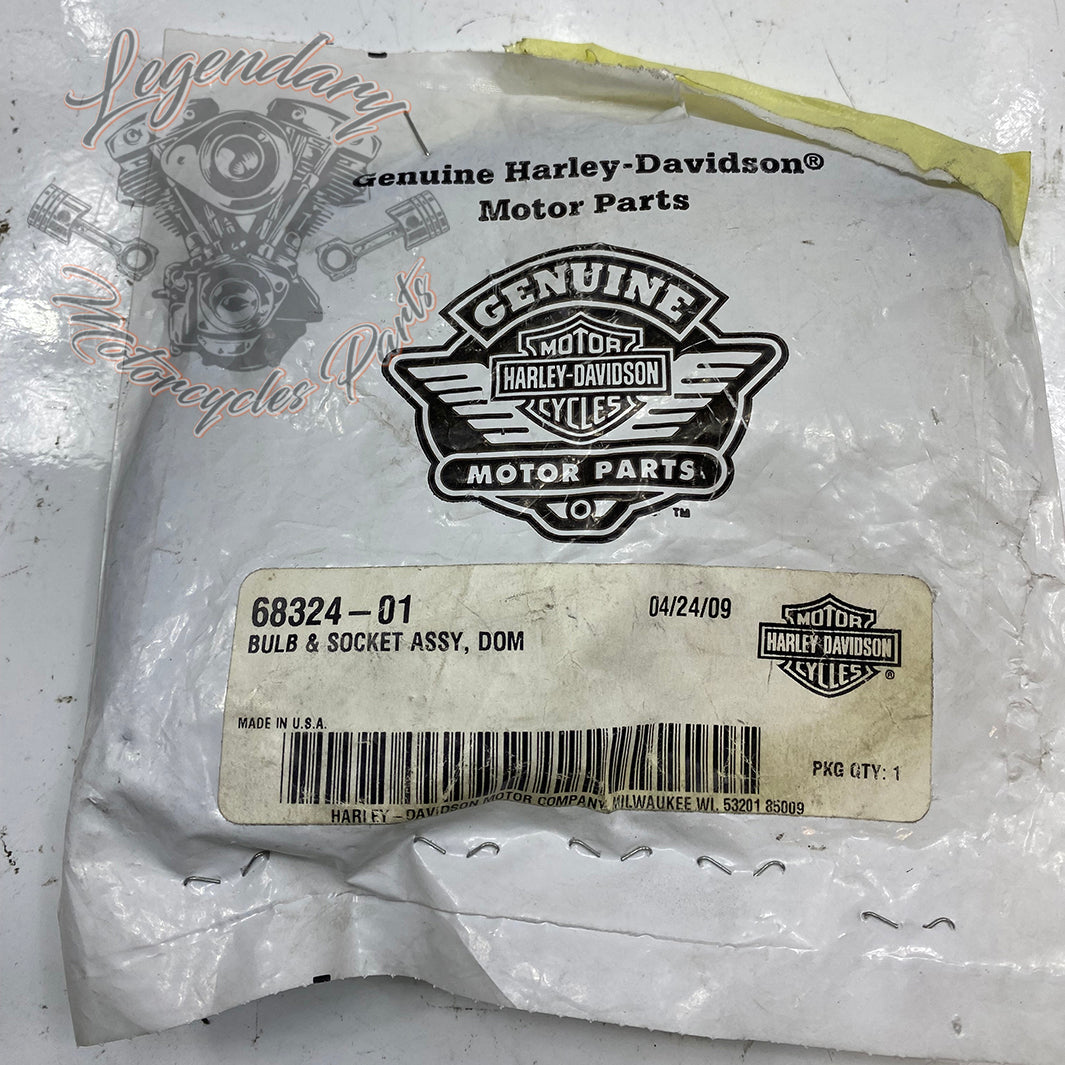 Legendary
Motorcycles Parts
Genuine Harley-Davidson®
Motor Parts
GENUINE
MOTOR
HARLEY-DAVIDSON
CYCLES
MOTOR PARTS
TM
68324-01
04/24/09
BULB & SOCKET ASSY, DOM
MOTOR
HARLEY-DAVIDSON
CYCLES
®
MADE IN U.S.A.
PKG QTY: 1
HARLEY-DAVIDSON MOTOR COMPANY, MILWAUKEE WI. 53201 85009